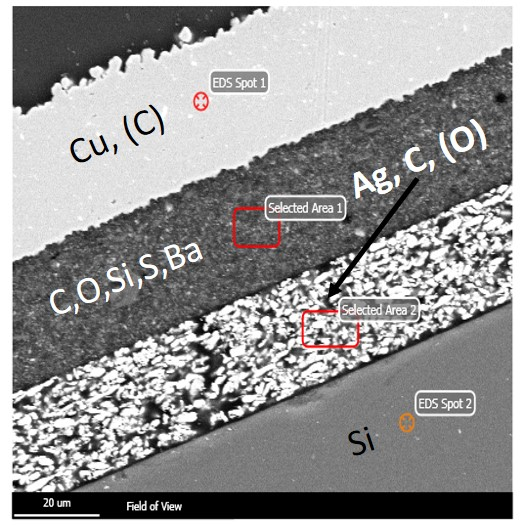 EDS Spot 1
Cu, (C)
Ag, C, (O)
Selected Area 1
C,O,Si,S,Ba
Selected Area 2
EDS Spot 2
Si
20 um
Field of View